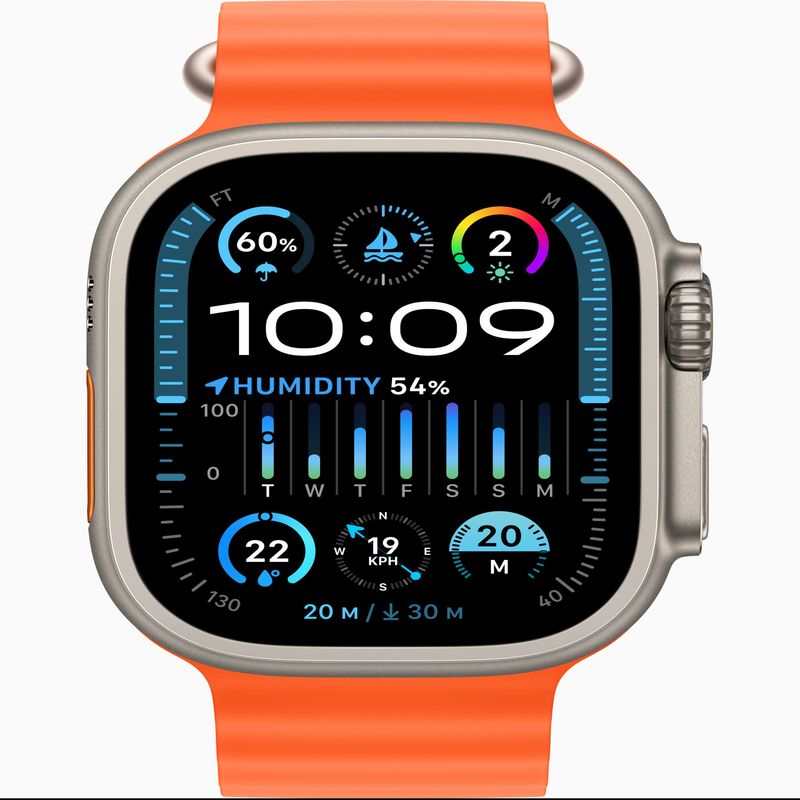 FT
M
60%
2
10:09
HUMIDITY 54%
100
0
T W T F S S M
22
N
W
19
E
KPH
S
20
M
130
40
20 M / ↓ 30 M